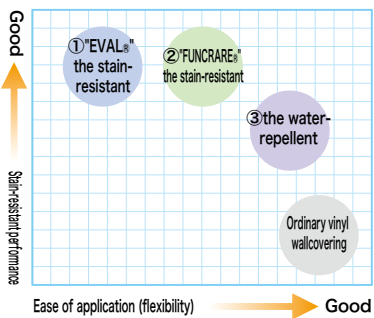 Good
Stain-resistant performance
①"EVAL®"
the stain-
resistant
②"FUNCRARE®"
the stain-resistant
③the water-
repellent
Ordinary vinyl
wallcovering
Ease of application (flexibility)
Good